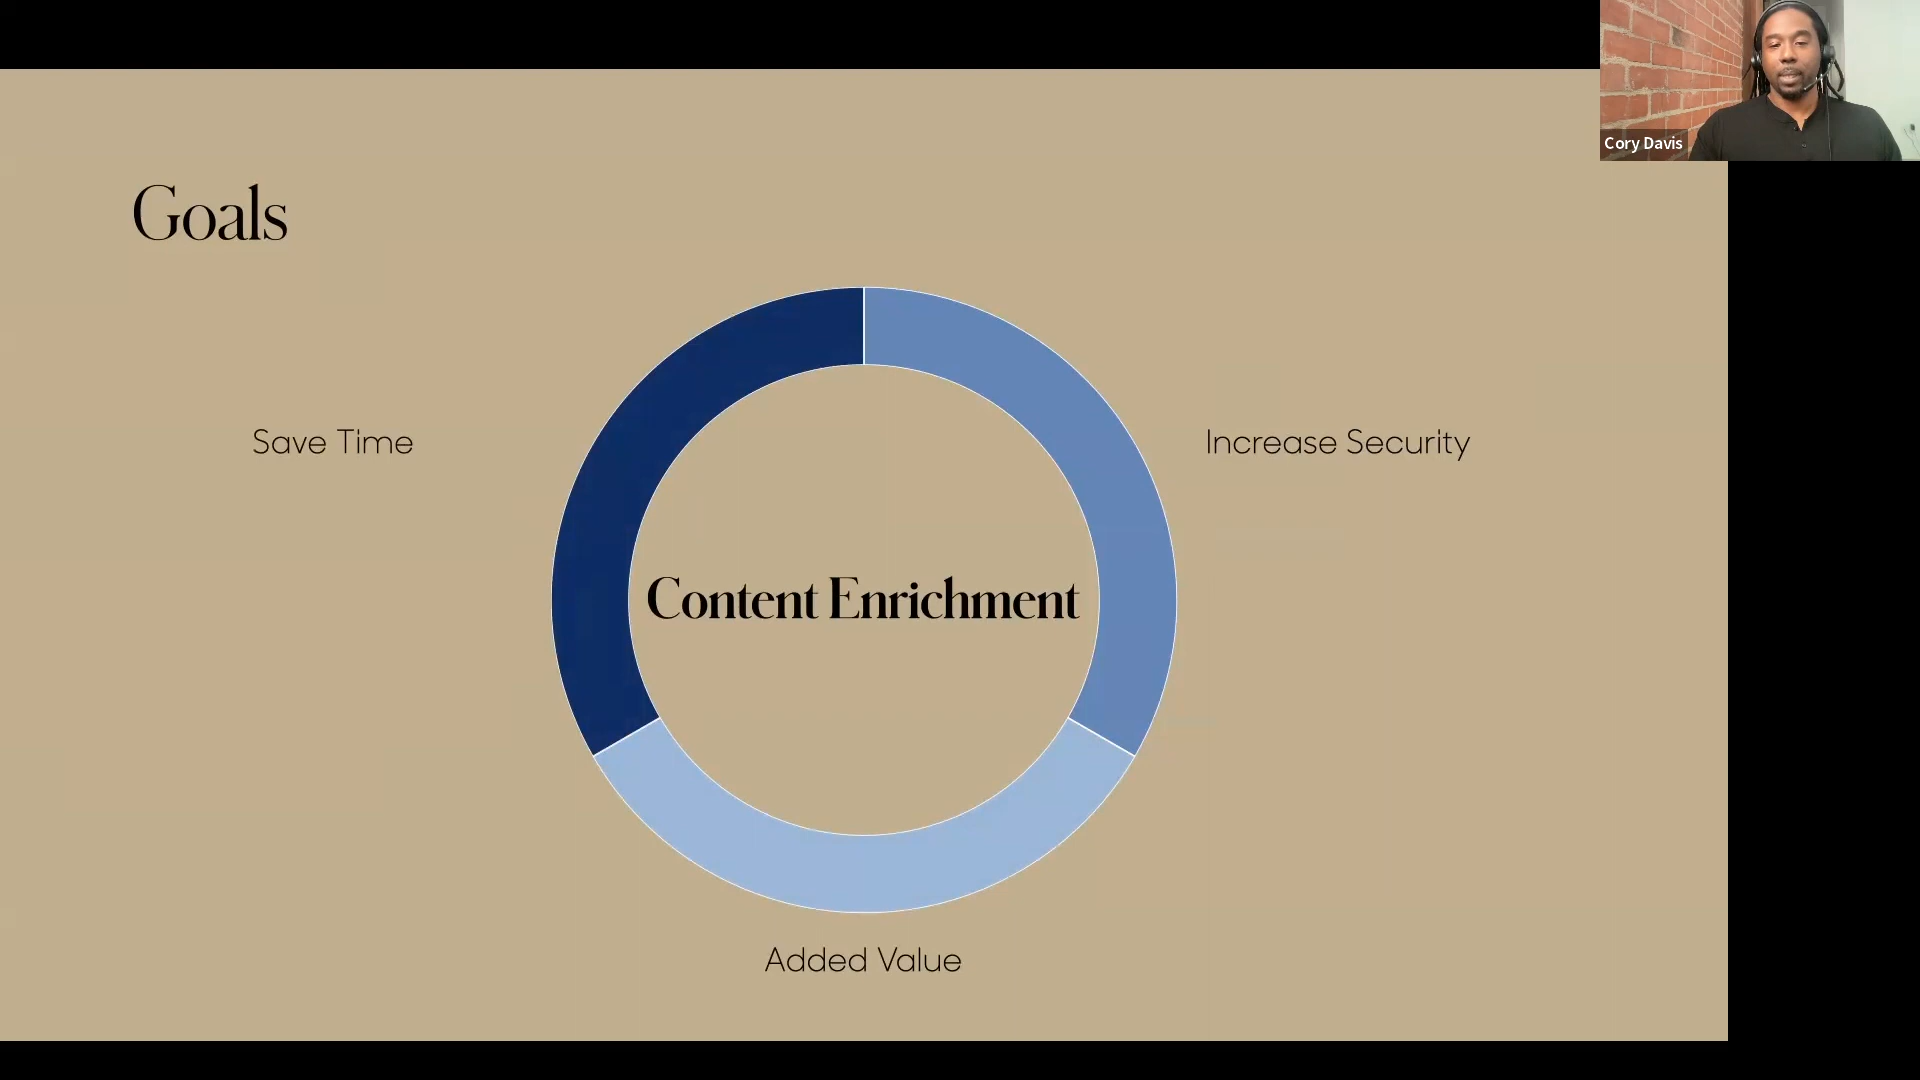 Cory Davis
Goals
Save Time
Increase Security
Content Enrichment
Added Value